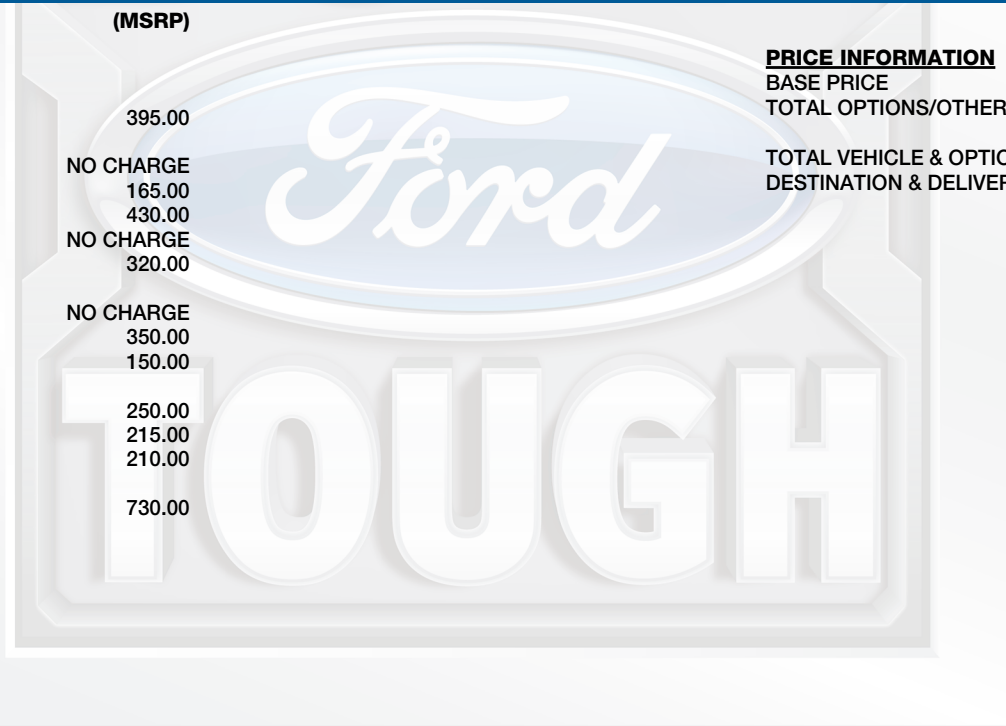 (MSRP)
395.00
NO CHARGE
165.00
430.00
NO CHARGE
320.00
NO CHARGE
350.00
150.00
250.00
215.00
210.00
730.00
PRICE INFORMATION
BASE PRICE
TOTAL OPTIONS/OTHER
TOTAL VEHICLE & OPTIO
DESTINATION & DELIVER
Ford
TOUGH